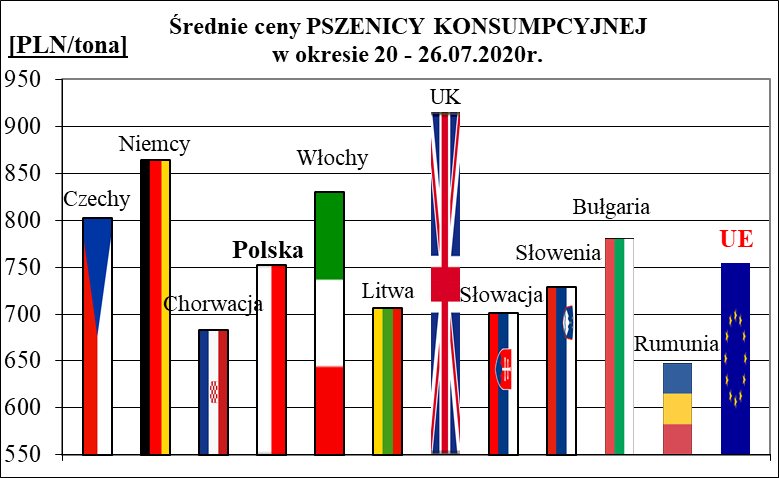 Średnie ceny PSZENICY KONSUMPCYJNEJ
w okresie 20 - 26.07.2020r.
[PLN/tona]
950
900
850
800
750
700
650
600
550
Czechy
Niemcy
Chorwacja
Polska
Włochy
Litwa
UK
Słowacja
Słowenia
Bułgaria
Rumunia
UE